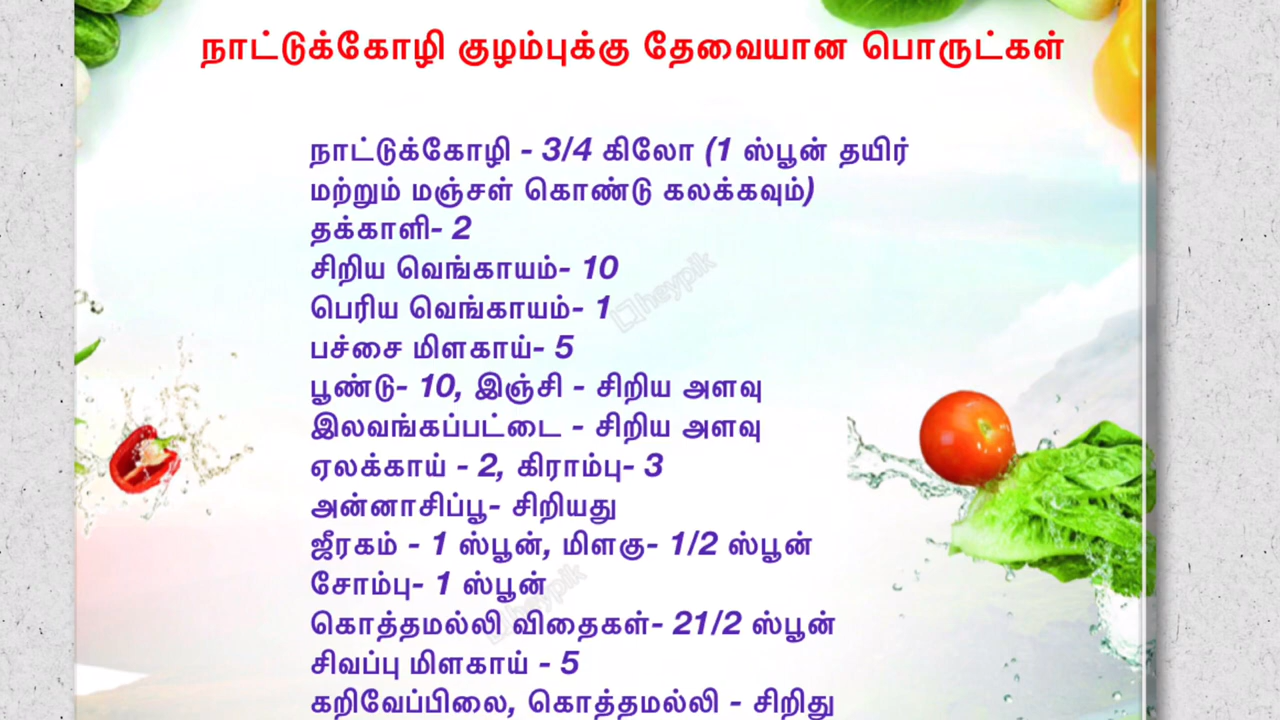 நாட்டுக்கோழி குழம்புக்கு தேவையான பொருட்கள்
நாட்டுக்கோழி - 3/4 கிலோ (1 ஸ்பூன் தயிர்
மற்றும் மஞ்சள் கொண்டு கலக்கவும்)
தக்காளி- 2
சிறிய வெங்காயம்- 10
பெரிய வெங்காயம்- 1
பச்சை மிளகாய்- 5
பூண்டு- 10, இஞ்சி - சிறிய அளவு
இலவங்கப்பட்டை - சிறிய அளவு
ஏலக்காய் - 2, கிராம்பு- 3
அன்னாசிப்பூ- சிறியது
ஜீரகம் - 1 ஸ்பூன், மிளகு- 1/2 ஸ்பூன்
சோம்பு- 1 ஸ்பூன்
கொத்தமல்லி விதைகள்- 21/2 ஸ்பூன்
சிவப்பு மிளகாய் - 5
கறிவேப்பிலை, கொத்தமல்லி - சிறிது
heypik
heypik